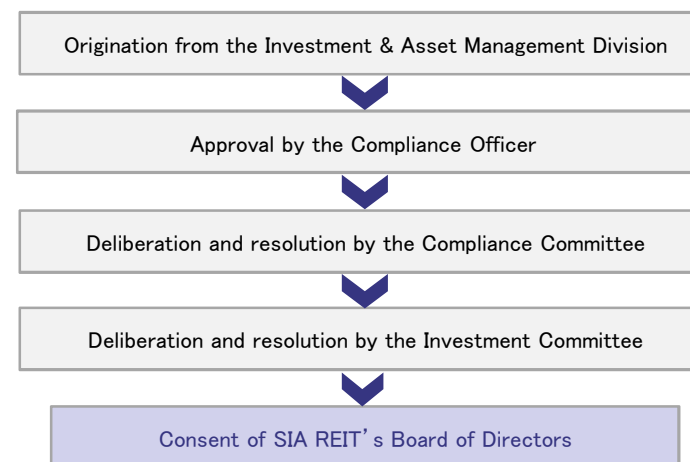 Origination from the Investment & Asset Management Division
Approval by the Compliance Officer
Deliberation and resolution by the Compliance Committee
Deliberation and resolution by the Investment Committee
Consent of SIA REIT’s Board of Directors